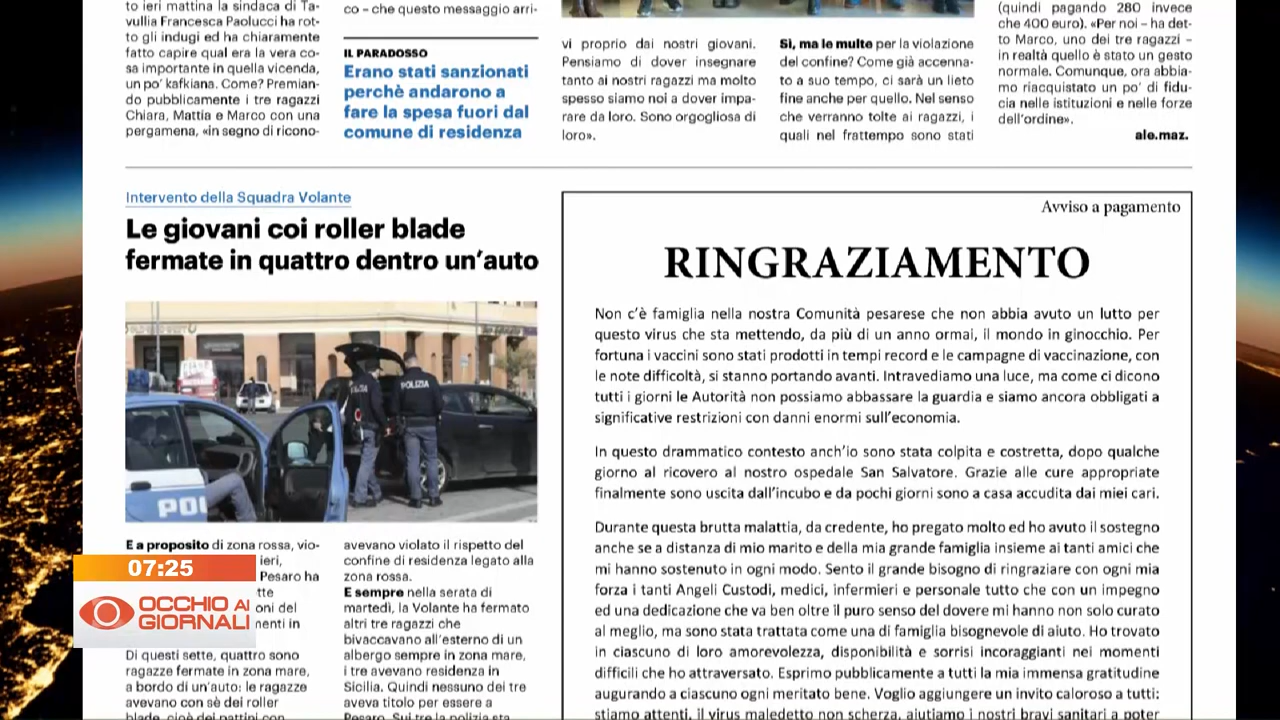 to ieri mattina la sindaca di Ta-
vullia Francesca Paolucci ha rot-
to gli indugi ed ha chiaramente
fatto capire qual era la vera co-
sa importante in quella vicenda,
un po' kafkiana. Come? Premian-
do pubblicamente i tre ragazzi
Chiara, Mattia e Marco con una
pergamena, «in segno di ricono-
co – che questo messaggio arri-
IL PARADOSSO
Erano stati sanzionati
perchè andarono a
fare la spesa fuori dal
comune di residenza
vi proprio dai nostri giovani.
Pensiamo di dover insegnare
tanto ai nostri ragazzi ma molto
spesso siamo noi a dover impa-
rare da loro. Sono orgogliosa di
loro».
Sì, ma le multe per la violazione
del confine? Come già accenna-
to a suo tempo, ci sarà un lieto
fine anche per quello. Nel senso
che verranno tolte ai ragazzi, i
quali nel frattempo sono stati
(quindi pagando 280 invece
che 400 euro). «Per noi – ha det-
to Marco, uno dei tre ragazzi –
in realtà quello è stato un gesto
normale. Comunque, ora abbia-
mo riacquistato un po' di fidu-
cia nelle istituzioni e nelle forze
dell'ordine».
ale.maz.
Intervento della Squadra Volante
Le giovani coi roller blade
fermate in quattro dentro un'auto
POLIZIA
E a proposito di zona rossa, vio-
ieri,
Pesaro ha
tte
oni del
menti in
Di questi sette, quattro sono
ragazze fermate in zona mare,
a bordo di un'auto: le ragazze
avevano con sè dei roller
blade, cioè dei pattini con
avevano violato il rispetto del
confine di residenza legato alla
zona rossa.
E sempre nella serata di
martedì, la Volante ha fermato
altri tre ragazzi che
bivaccavano all'esterno di un
albergo sempre in zona mare,
i tre avevano residenza in
Sicilia. Quindi nessuno dei tre
aveva titolo per essere a
Pesaro. Sui tre la polizia sta
Avviso a pagamento
RINGRAZIAMENTO
Non c'è famiglia nella nostra Comunità pesarese che non abbia avuto un lutto per
questo virus che sta mettendo, da più di un anno ormai, il mondo in ginocchio. Per
fortuna i vaccini sono stati prodotti in tempi record e le campagne di vaccinazione, con
le note difficoltà, si stanno portando avanti. Intravediamo una luce, ma come ci dicono
tutti i giorni le Autorità non possiamo abbassare la guardia e siamo ancora obbligati a
significative restrizioni con danni enormi sull'economia.
In questo drammatico contesto anch'io sono stata colpita e costretta, dopo qualche
giorno al ricovero al nostro ospedale San Salvatore. Grazie alle cure appropriate
finalmente sono uscita dall'incubo e da pochi giorni sono a casa accudita dai miei cari.
Durante questa brutta malattia, da credente, ho pregato molto ed ho avuto il sostegno
anche se a distanza di mio marito e della mia grande famiglia insieme ai tanti amici che
mi hanno sostenuto in ogni modo. Sento il grande bisogno di ringraziare con ogni mia
forza i tanti Angeli Custodi, medici, infermieri e personale tutto che con un impegno
ed una dedicazione che va ben oltre il puro senso del dovere mi hanno non solo curato
al meglio, ma sono stata trattata come una di famiglia bisognevole di aiuto. Ho trovato
in ciascuno di loro amorevolezza, disponibilità e sorrisi incoraggianti nei momenti
difficili che ho attraversato. Esprimo pubblicamente a tutti la mia immensa gratitudine
augurando a ciascuno ogni meritato bene. Voglio aggiungere un invito caloroso a tutti:
stiamo attenti, il virus maledetto non scherza, aiutiamo i nostri bravi sanitari a poter
07:25
OCCHIO AI
GIORNALI